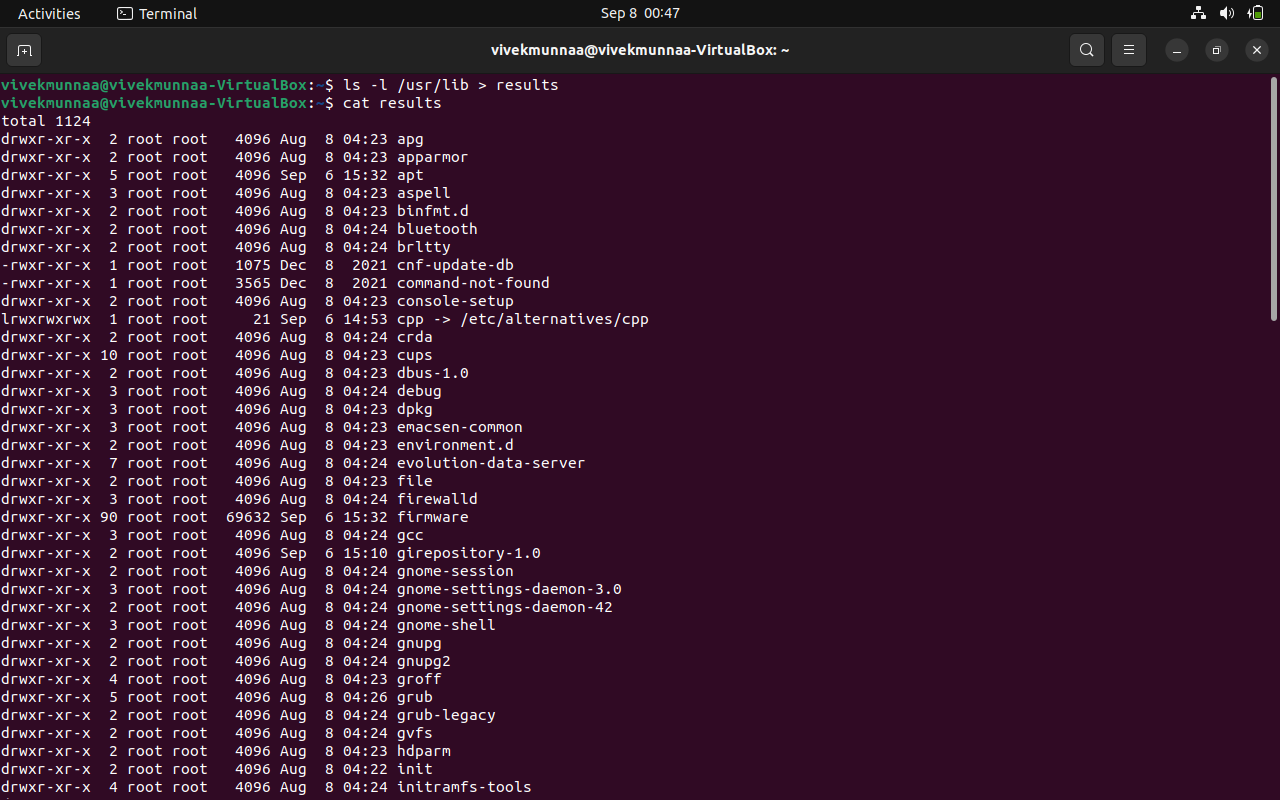 Activities Terminal Sep 8 00:47
vivekmunnaa@vivekmunnaa-VirtualBox: ~
vivekmunnaa@vivekmunnaa-VirtualBox:~$ ls -l /usr/lib > results
vivekmunnaa@vivekmunnaa-VirtualBox:~$ cat results
total 1124
drwxr-xr-x  2 root root   4096 Aug  8 04:23 apg
drwxr-xr-x  2 root root   4096 Aug  8 04:23 apparmor
drwxr-xr-x  5 root root   4096 Sep  6 15:32 apt
drwxr-xr-x  3 root root   4096 Aug  8 04:23 aspell
drwxr-xr-x  2 root root   4096 Aug  8 04:23 binfmt.d
drwxr-xr-x  2 root root   4096 Aug  8 04:24 bluetooth
drwxr-xr-x  2 root root   4096 Aug  8 04:24 brltty
-rwxr-xr-x  1 root root   1075 Dec  8  2021 cnf-update-db
-rwxr-xr-x  1 root root   3565 Dec  8  2021 command-not-found
drwxr-xr-x  2 root root   4096 Aug  8 04:23 console-setup
lrwxrwxrwx  1 root root     21 Sep  6 14:53 cpp -> /etc/alternatives/cpp
drwxr-xr-x  2 root root   4096 Aug  8 04:24 crda
drwxr-xr-x 10 root root   4096 Aug  8 04:23 cups
drwxr-xr-x  2 root root   4096 Aug  8 04:23 dbus-1.0
drwxr-xr-x  3 root root   4096 Aug  8 04:24 debug
drwxr-xr-x  3 root root   4096 Aug  8 04:23 dpkg
drwxr-xr-x  3 root root   4096 Aug  8 04:23 emacsen-common
drwxr-xr-x  2 root root   4096 Aug  8 04:23 environment.d
drwxr-xr-x  7 root root   4096 Aug  8 04:24 evolution-data-server
drwxr-xr-x  2 root root   4096 Aug  8 04:23 file
drwxr-xr-x  3 root root   4096 Aug  8 04:24 firewalld
drwxr-xr-x 90 root root  69632 Sep  6 15:32 firmware
drwxr-xr-x  3 root root   4096 Aug  8 04:24 gcc
drwxr-xr-x  2 root root   4096 Sep  6 15:10 girepository-1.0
drwxr-xr-x  2 root root   4096 Aug  8 04:24 gnome-session
drwxr-xr-x  3 root root   4096 Aug  8 04:24 gnome-settings-daemon-3.0
drwxr-xr-x  2 root root   4096 Aug  8 04:24 gnome-settings-daemon-42
drwxr-xr-x  3 root root   4096 Aug  8 04:24 gnome-shell
drwxr-xr-x  2 root root   4096 Aug  8 04:24 gnupg
drwxr-xr-x  2 root root   4096 Aug  8 04:24 gnupg2
drwxr-xr-x  4 root root   4096 Aug  8 04:23 groff
drwxr-xr-x  5 root root   4096 Aug  8 04:26 grub
drwxr-xr-x  2 root root   4096 Aug  8 04:24 grub-legacy
drwxr-xr-x  2 root root   4096 Aug  8 04:24 gvfs
drwxr-xr-x  2 root root   4096 Aug  8 04:23 hdparm
drwxr-xr-x  2 root root   4096 Aug  8 04:22 init
drwxr-xr-x  4 root root   4096 Aug  8 04:24 initramfs-tools